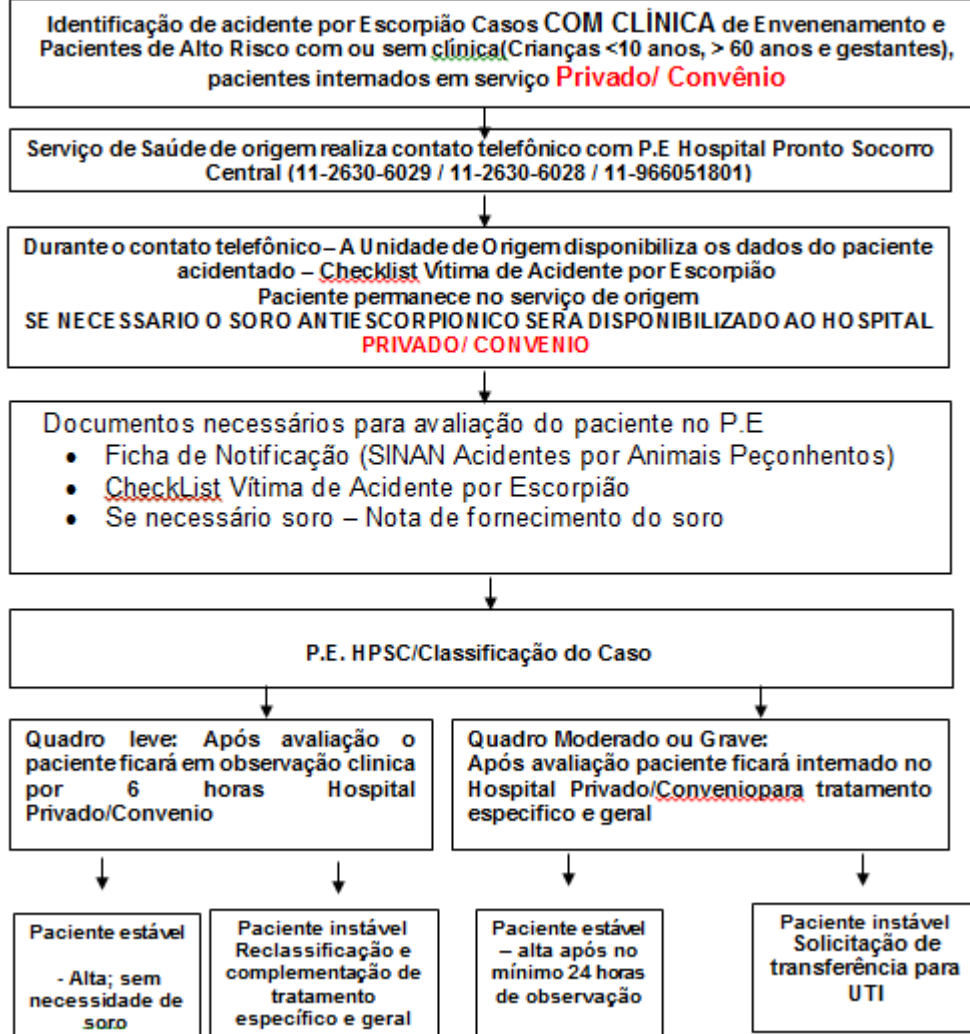 Identificação de acidente por Escorpião Casos COM CLÍNICA de Envenenamento e
Pacientes de Alto Risco com ou sem clínica(Crianças <10 anos, > 60 anos e gestantes),
pacientes internados em serviço Privado/ Convênio
Serviço de Saúde de origem realiza contato telefônico com P.E Hospital Pronto Socorro
Central (11-2630-6029 / 11-2630-6028 / 11-966051801)
Durante o contato telefônico – A Unidade de Origem disponibiliza os dados do paciente
acidentado – Checklist Vítima de Acidente por Escorpião
Paciente permanece no serviço de origem
SE NECESSARIO O SORO ANTIESCORPIONICO SERA DISPONIBILIZADO AO HOSPITAL
PRIVADO/ CONVENIO
Documentos necessários para avaliação do paciente no P.E
• Ficha de Notificação (SINAN Acidentes por Animais Peçonhentos)
• CheckList Vítima de Acidente por Escorpião
• Se necessário soro – Nota de fornecimento do soro
P.E. HPSC/Classificação do Caso
Quadro leve: Após avaliação o
paciente ficará em observação clinica
por 6 horas Hospital
Privado/Convenio
Quadro Moderado ou Grave:
Após avaliação paciente ficará internado no
Hospital Privado/Conveniopara tratamento
especifico e geral
Paciente estável
- Alta; sem
necessidade de
soro
Paciente instável
Reclassificação e
complementação de
tratamento
específico e geral
Paciente estável
– alta após no
mínimo 24 horas
de observação
Paciente instável
Solicitação de
transferência para
UTI